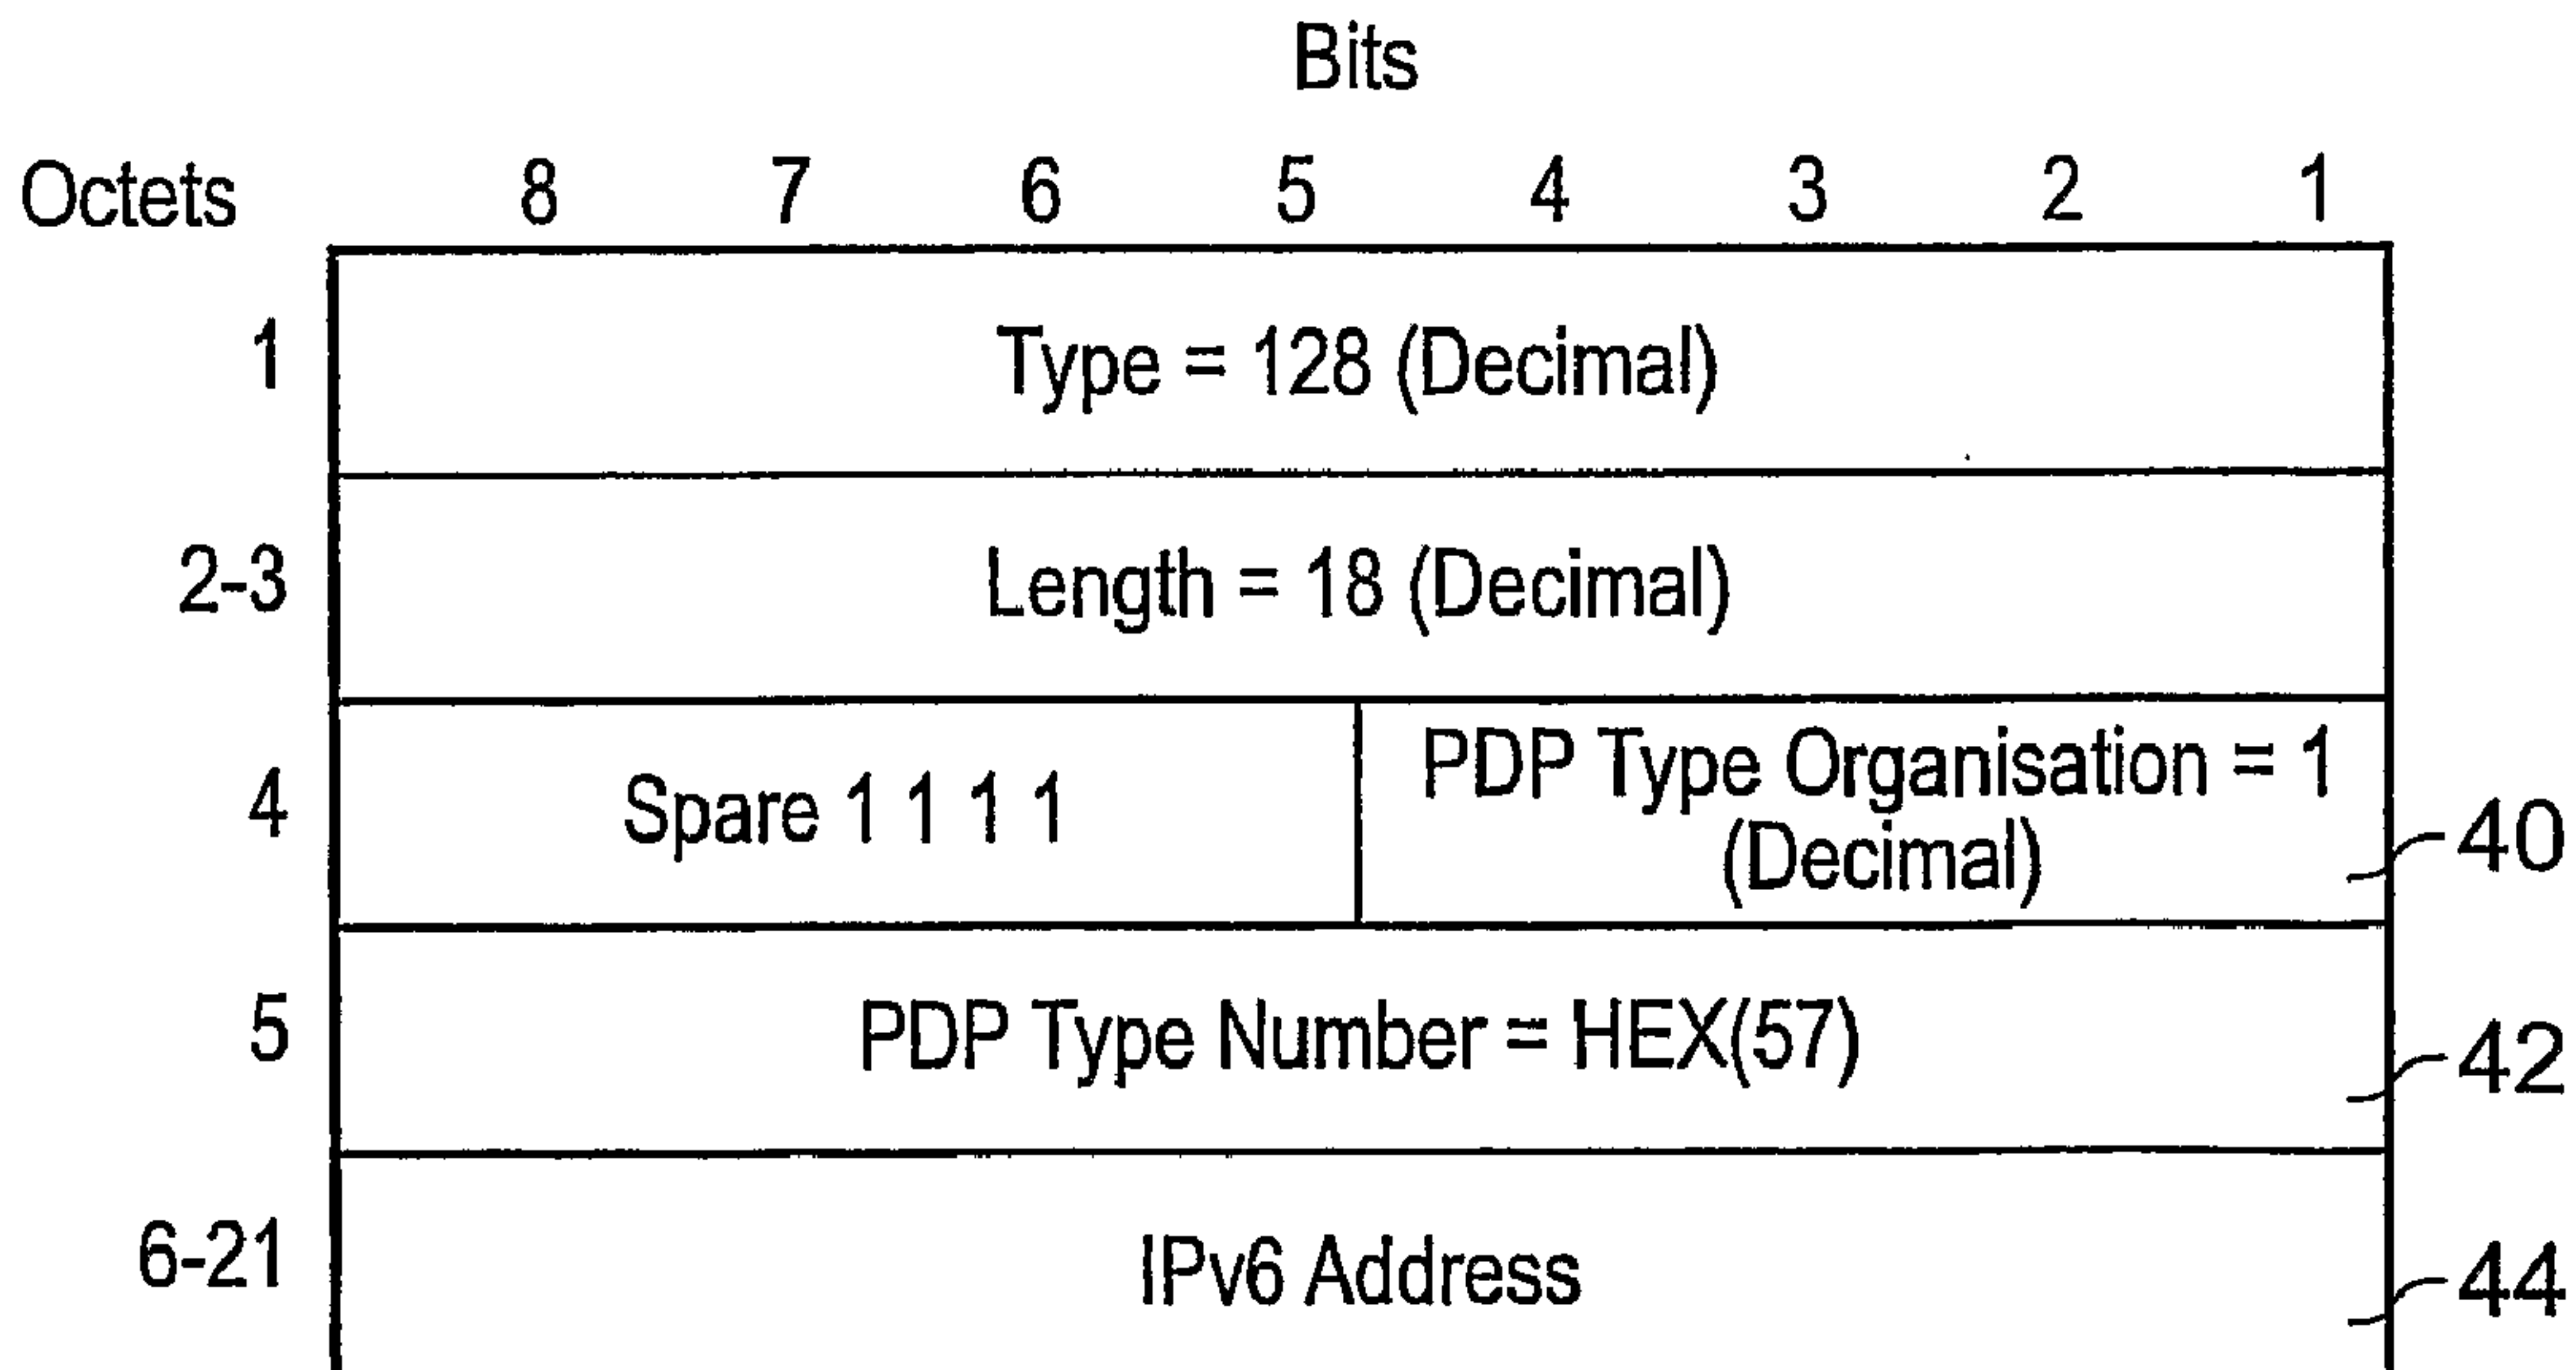 Bits
Octets 8 7 6 5 4 3 2 1
1 Type = 128 (Decimal)
2-3 Length = 18 (Decimal)
4 Spare 1 1 1 1 PDP Type Organisation = 1
(Decimal) 40
5 PDP Type Number = HEX(57) 42
6-21 IPv6 Address 44